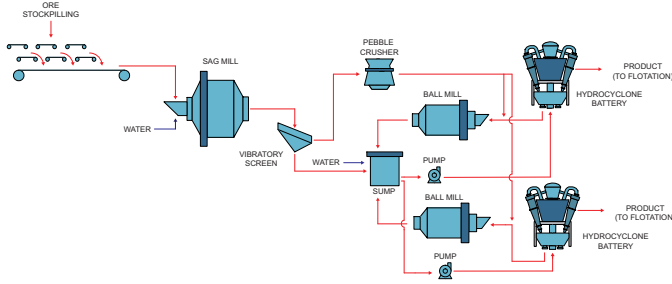 ORE
STOCKPILLING
SAG MILL
WATER
VIBRATORY
SCREEN
PEBBLE
CRUSHER
BALL MILL
WATER
SUMP
PUMP
PRODUCT
(TO FLOTATION)
HYDROCYCLONE
BATTERY
BALL MILL
PUMP
PRODUCT
(TO FLOTATION)
HYDROCYCLONE
BATTERY